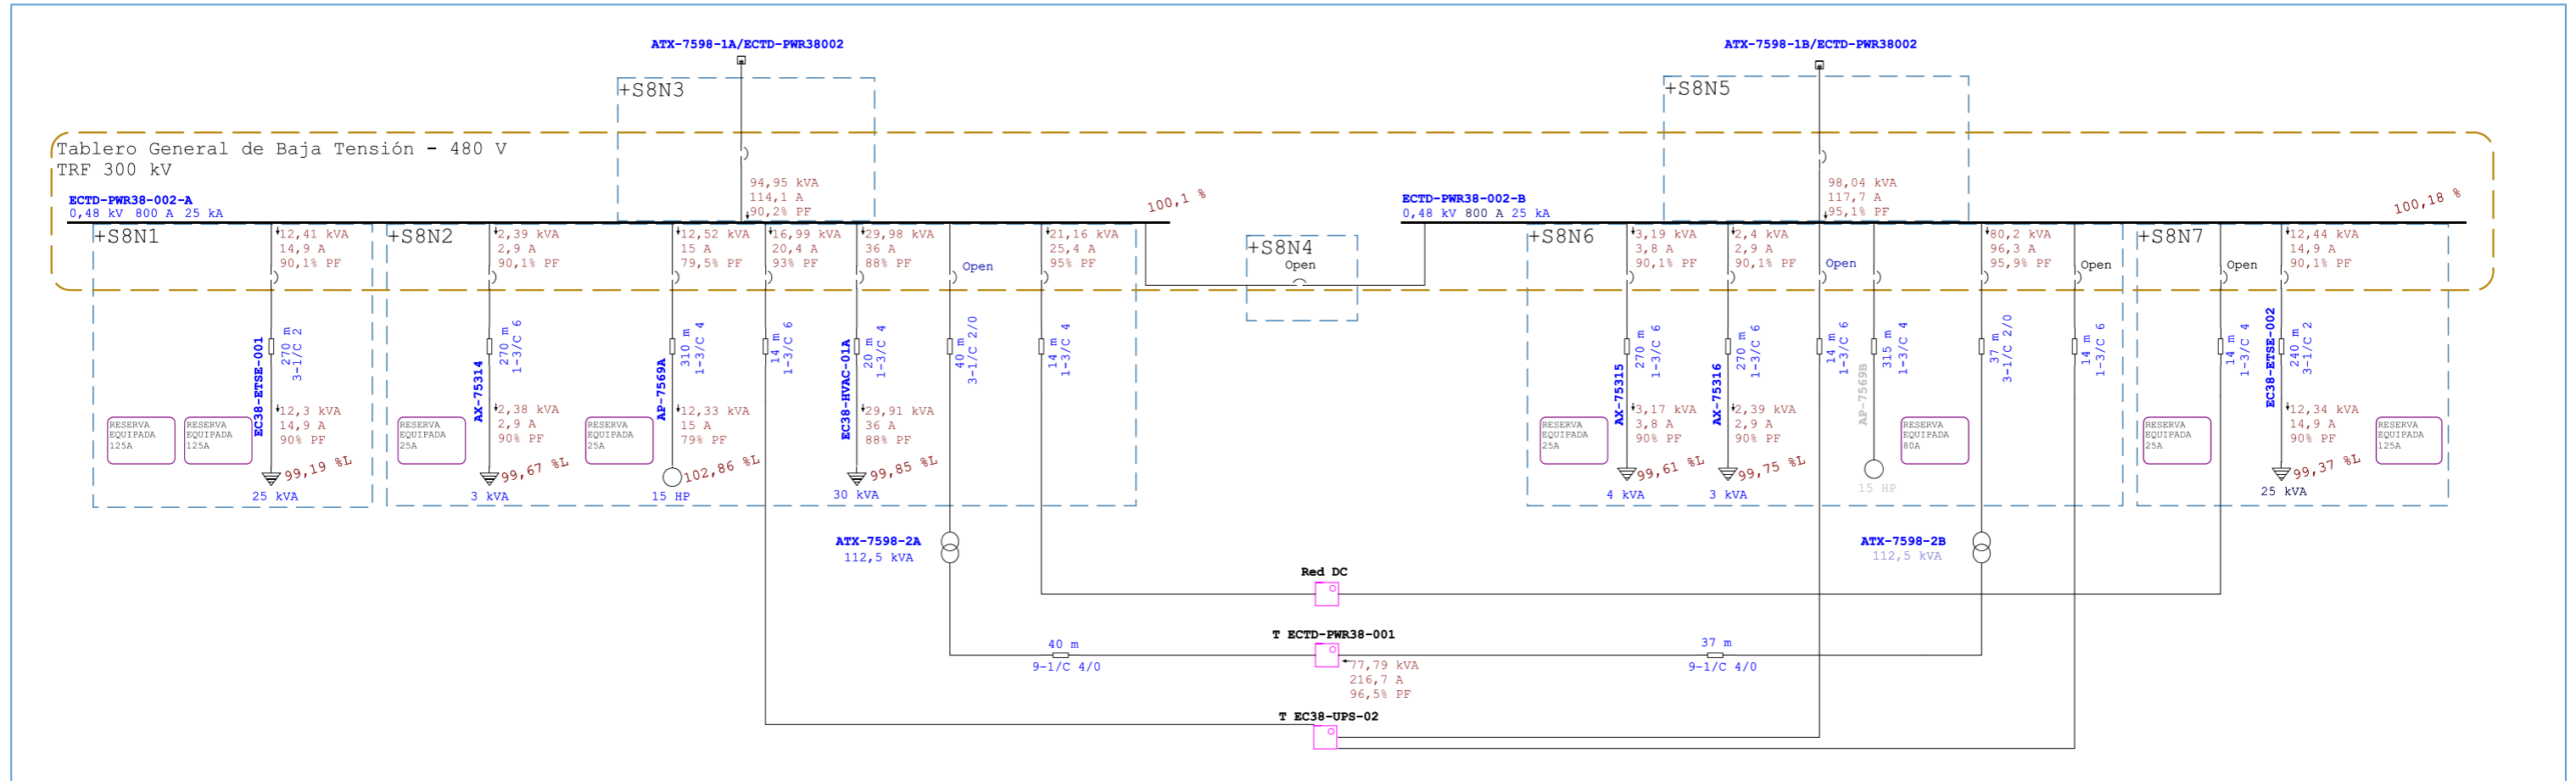 ATX-7598-1A/ECTD-PWR38002
ATX-7598-1B/ECTD-PWR38002
+S8N3
+S8N5
Tablero General de Baja Tensión - 480 V
TRF 300 kV
94,95 kVA
114,1 A
90,2% PF
98,04 kVA
117,7 A
95,1% PF
ECTD-PWR38-002-A
0,48 kV 800 A 25 kA
100,1 %
ECTD-PWR38-002-B
0,48 kV 800 A 25 kA
100,18 %
+S8N1
12,41 kVA
14,9 A
90,1% PF
+S8N2
2,39 kVA
2,9 A
90,1% PF
12,52 kVA
15 A
79,5% PF
16,99 kVA
20,4 A
93% PF
29,98 kVA
36 A
88% PF
Open
21,16 kVA
25,4 A
95% PF
+S8N4
Open
+S8N6
3,19 kVA
3,8 A
90,1% PF
2,4 kVA
2,9 A
90,1% PF
Open
80,2 kVA
96,3 A
95,9% PF
Open
+S8N7
Open
12,44 kVA
14,9 A
90,1% PF
EC38-ETSE-001
270 m
3-1/C 2
AX-75314
270 m
1-3/C 6
AP-7569A
310 m
1-3/C 4
14 m
1-3/C 6
EC38-HVAC-01A
20 m
1-3/C 4
40 m
3-1/C 2/0
14 m
1-3/C 4
AX-75315
270 m
1-3/C 6
AX-75316
270 m
1-3/C 6
14 m
1-3/C 6
AP-7569B
315 m
1-3/C 4
37 m
3-1/C 2/0
14 m
1-3/C 6
14 m
1-3/C 4
EC38-ETSE-002
240 m
3-1/C 2
RESERVA
EQUIPADA
125A
RESERVA
EQUIPADA
125A
12,3 kVA
14,9 A
90% PF
99,19 %L
25 kVA
RESERVA
EQUIPADA
25A
2,38 kVA
2,9 A
90% PF
99,67 %L
3 kVA
RESERVA
EQUIPADA
25A
12,33 kVA
15 A
79% PF
102,86 %L
15 HP
29,91 kVA
36 A
88% PF
99,85 %L
30 kVA
RESERVA
EQUIPADA
25A
3,17 kVA
3,8 A
90% PF
99,61 %L
4 kVA
2,39 kVA
2,9 A
90% PF
99,75 %L
3 kVA
15 HP
RESERVA
EQUIPADA
80A
RESERVA
EQUIPADA
25A
12,34 kVA
14,9 A
90% PF
99,37 %L
25 kVA
RESERVA
EQUIPADA
125A
ATX-7598-2A
112,5 kVA
ATX-7598-2B
112,5 kVA
Red DC
T ECTD-PWR38-001
40 m
9-1/C 4/0
37 m
9-1/C 4/0
77,79 kVA
216,7 A
96,5% PF
T EC38-UPS-02